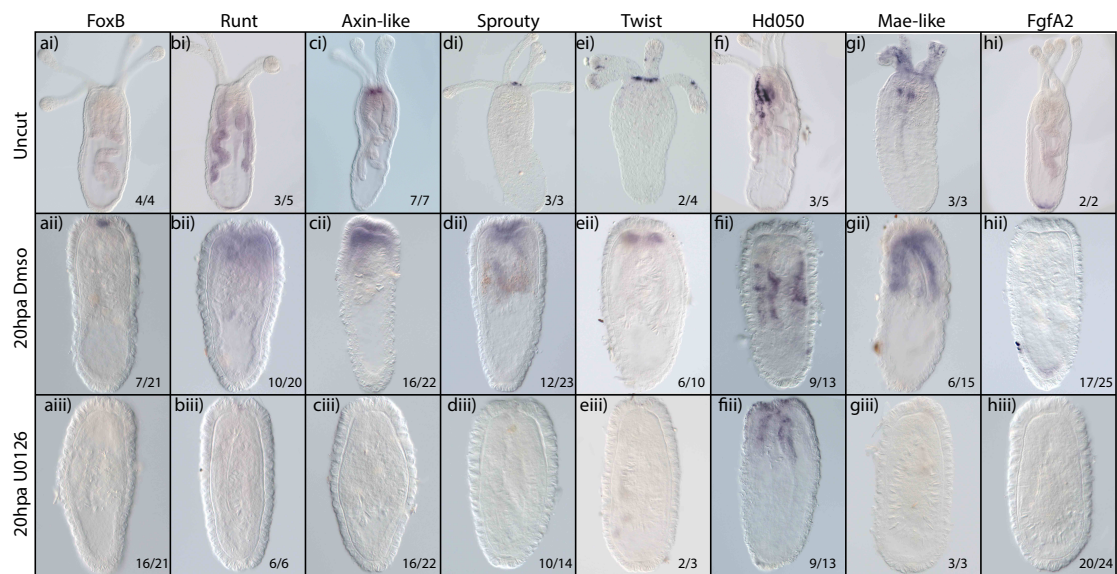 FoxB Runt Axin-like Sprouty Twist Hd050 Mae-like FgfA2
Uncut
ai) bi) ci) di) ei) fi) gi) hi)
4/4 3/5 7/7 3/3 2/4 3/5 3/3 2/2
20hpa Dmso
aii) bii) cii) dii) eii) fii) gii) hii)
7/21 10/20 16/22 12/23 6/10 9/13 6/15 17/25
20hpa U0126
aiii) biii) ciii) diii) eiii) fiii) giii) hiii)
16/21 6/6 16/22 10/14 2/3 9/13 3/3 20/24